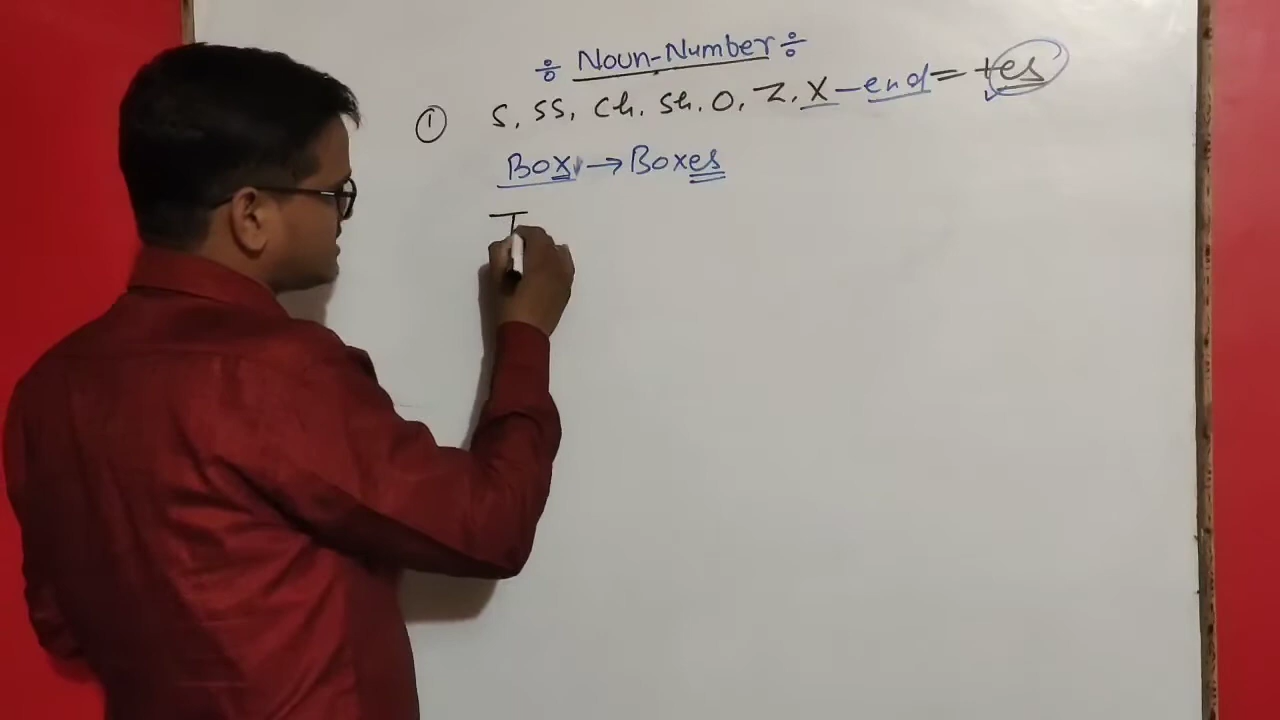 ÷ Noun-Number ÷
① s, ss, ch, sh, o, z, x - end = +es
Box → Boxes
T